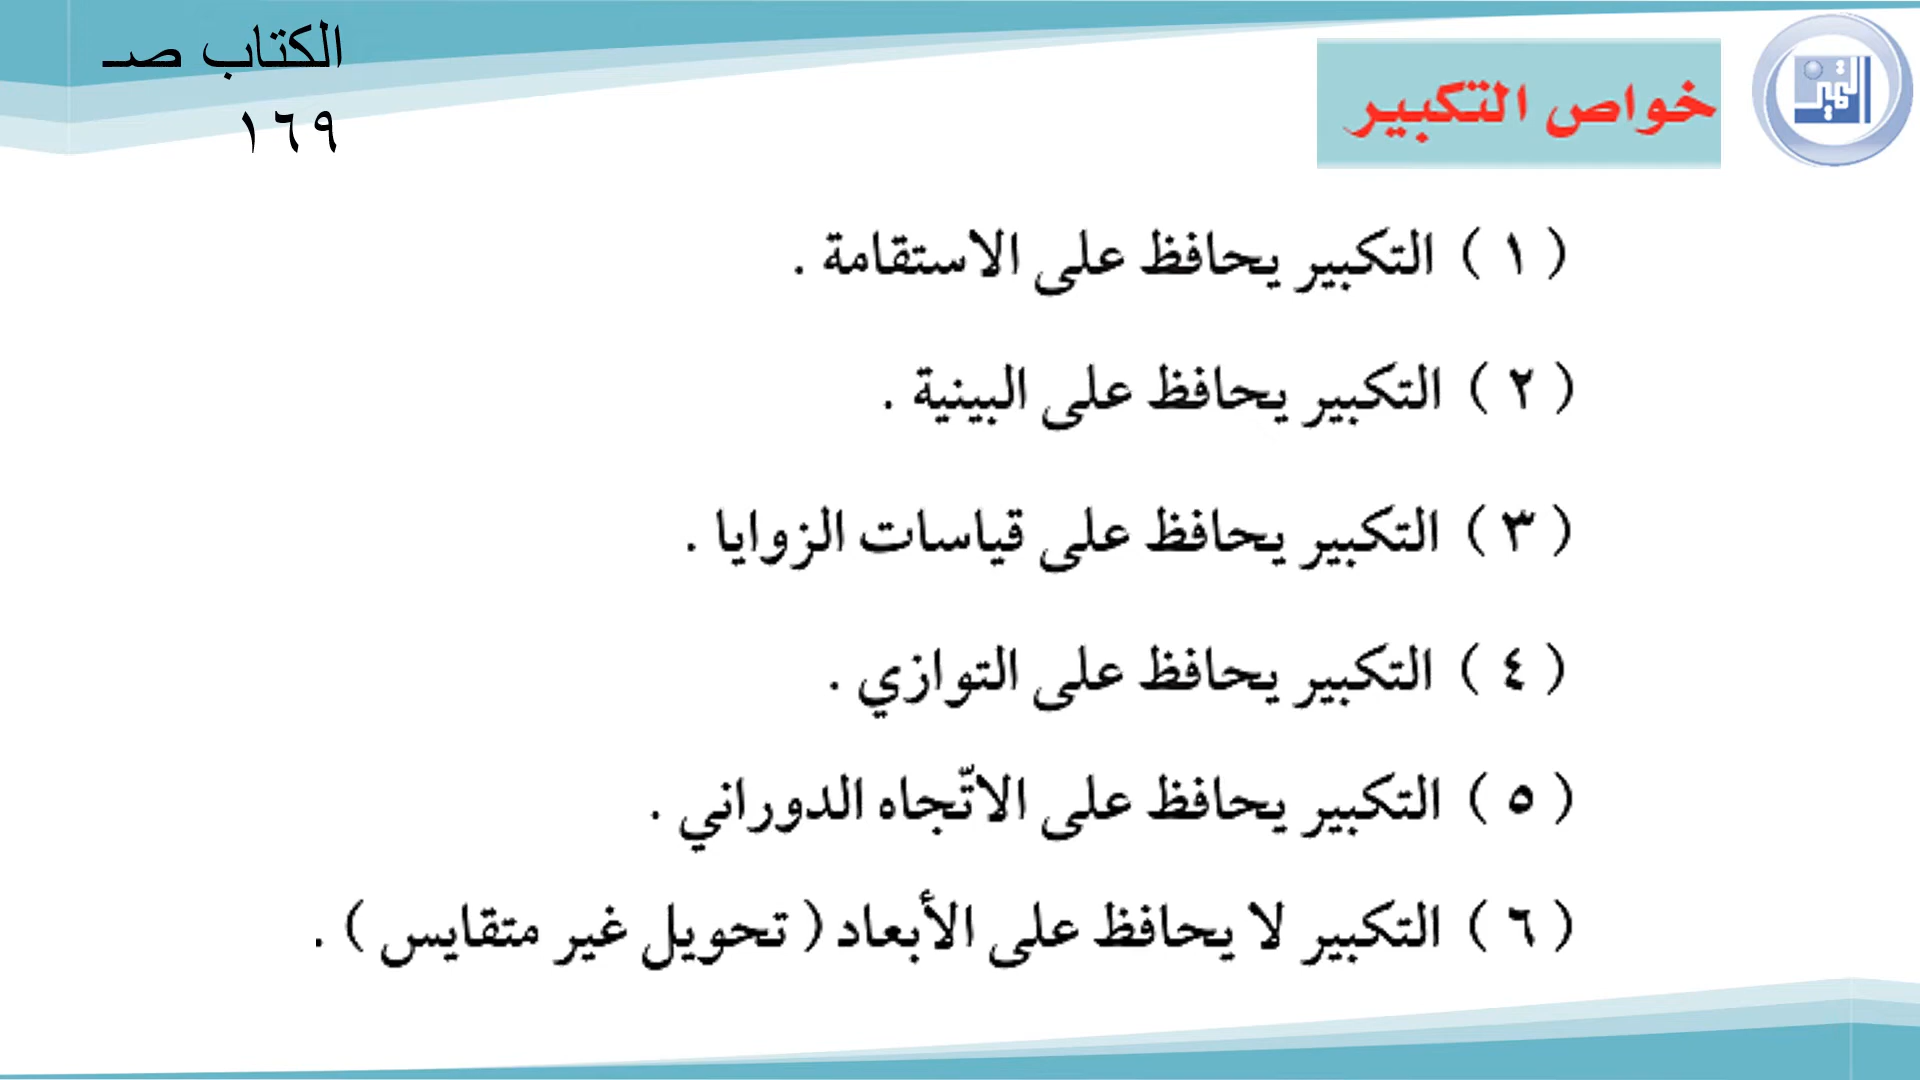 الكتاب صـ
١٦٩
التميز
خواص التكبير
( ١ ) التكبير يحافظ على الاستقامة .
( ٢ ) التكبير يحافظ على البينية .
( ٣ ) التكبير يحافظ على قياسات الزوايا .
( ٤ ) التكبير يحافظ على التوازي .
( ٥ ) التكبير يحافظ على الاتّجاه الدوراني .
( ٦ ) التكبير لا يحافظ على الأبعاد ( تحويل غير متقايس ) .